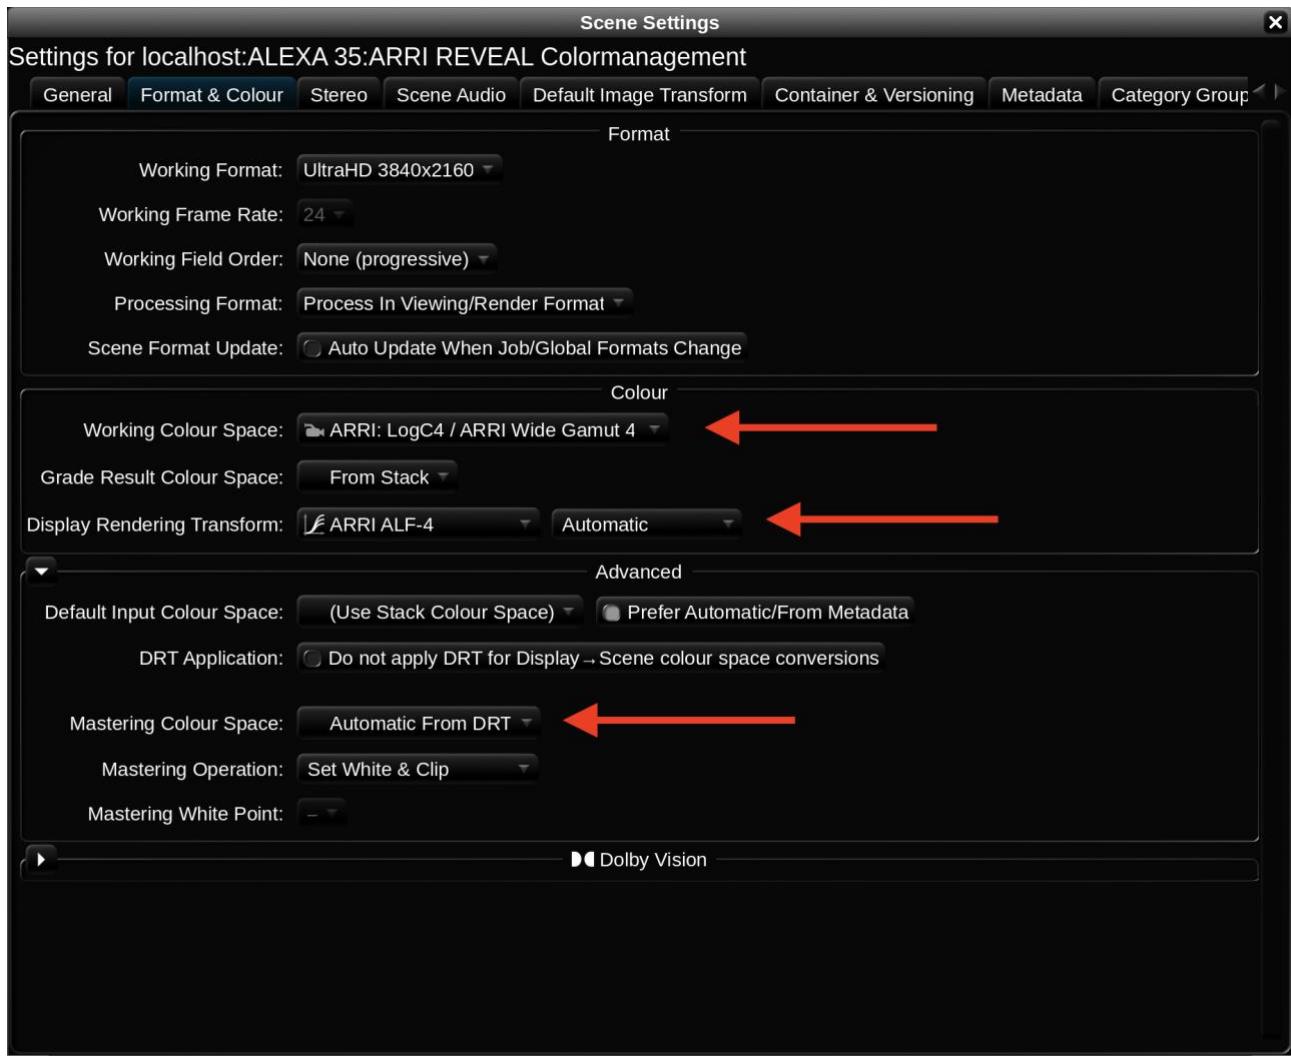 Scene Settings
Settings for localhost:ALEXA 35:ARRI REVEAL Colormanagement
General Format & Colour Stereo Scene Audio Default Image Transform Container & Versioning Metadata Category Group
Format
Working Format: UltraHD 3840x2160
Working Frame Rate: 24
Working Field Order: None (progressive)
Processing Format: Process In Viewing/Render Format
Scene Format Update: Auto Update When Job/Global Formats Change
Colour
Working Colour Space: ARRI: LogC4 / ARRI Wide Gamut 4
Grade Result Colour Space: From Stack
Display Rendering Transform: ARRI ALF-4 Automatic
Advanced
Default Input Colour Space: (Use Stack Colour Space) Prefer Automatic/From Metadata
DRT Application: Do not apply DRT for Display→Scene colour space conversions
Mastering Colour Space: Automatic From DRT
Mastering Operation: Set White & Clip
Mastering White Point: –
Dolby Vision